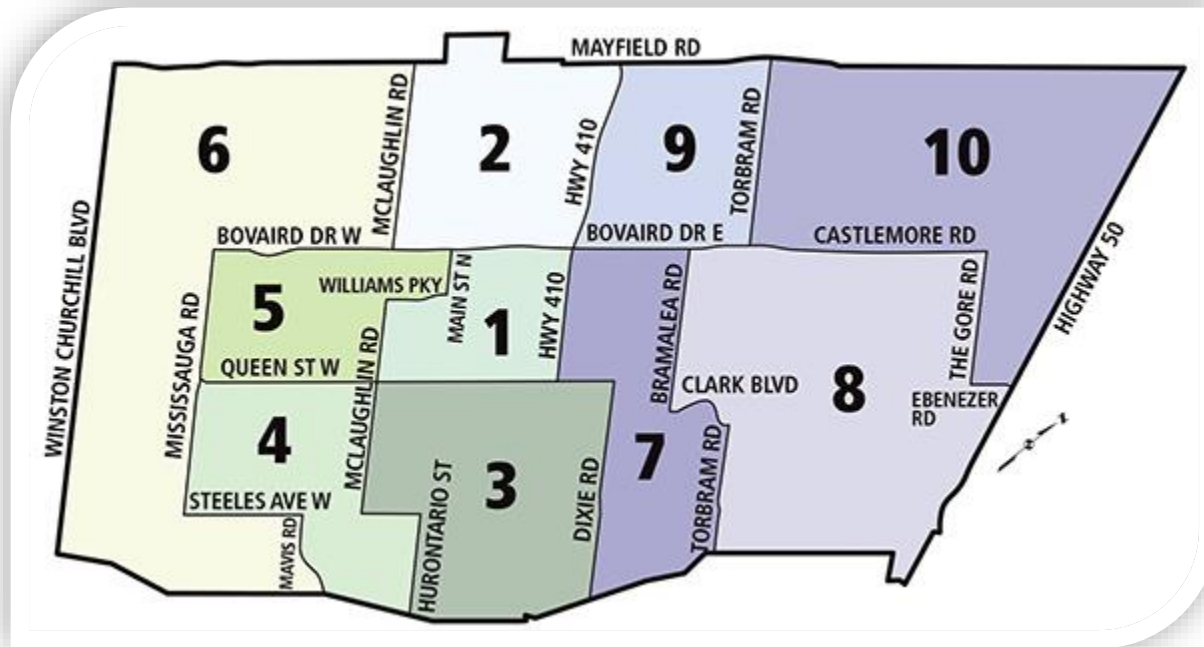 MAYFIELD RD
6
MCLAUGHLIN RD
2
HWY 410
9
TORBRAM RD
10
WINSTON CHURCHILL BLVD
BOVAIRD DR W
BOVAIRD DR E
CASTLEMORE RD
HIGHWAY 50
MISSISSAUGA RD
5
WILLIAMS PKY
MAIN ST N
1
HWY 410
BRAMALEA RD
THE GORE RD
QUEEN ST W
MCLAUGHLIN RD
CLARK BLVD
8
EBENEZER
RD
4
3
7
DIXIE RD
TORBRAM RD
STEELES AVE W
MAVIS RD
HURONTARIO ST